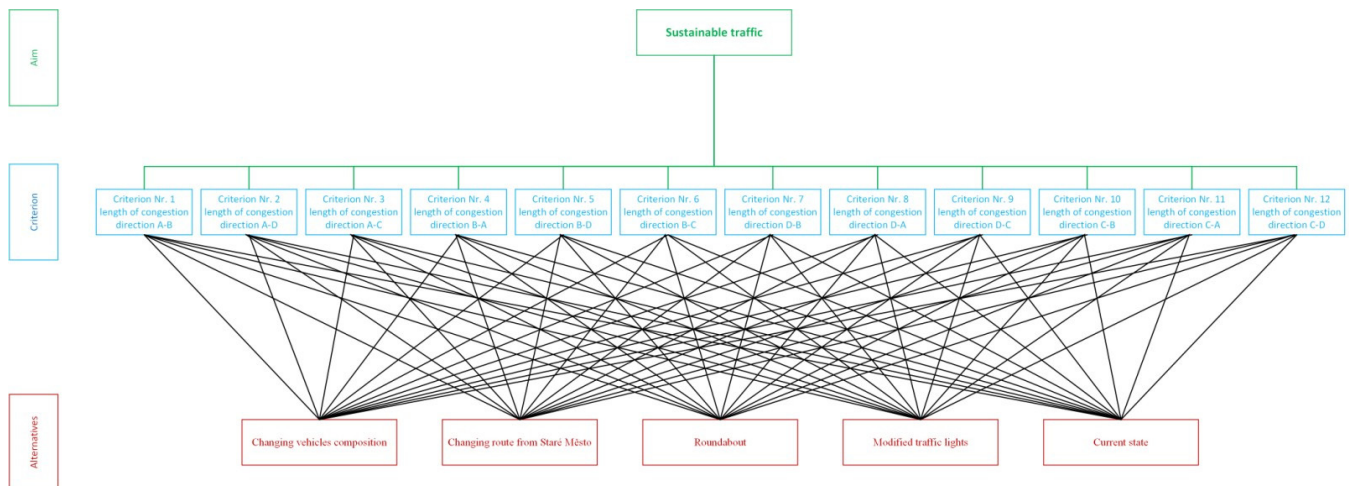 Aim
Sustainable traffic
Criterion
Criterion Nr. 1
length of congestion
direction A-B
Criterion Nr. 2
length of congestion
direction A-D
Criterion Nr. 3
length of congestion
direction A-C
Criterion Nr. 4
length of congestion
direction B-A
Criterion Nr. 5
length of congestion
direction B-D
Criterion Nr. 6
length of congestion
direction B-C
Criterion Nr. 7
length of congestion
direction D-B
Criterion Nr. 8
length of congestion
direction D-A
Criterion Nr. 9
length of congestion
direction D-C
Criterion Nr. 10
length of congestion
direction C-B
Criterion Nr. 11
length of congestion
direction C-A
Criterion Nr. 12
length of congestion
direction C-D
Alternatives
Changing vehicles composition
Changing route from Staré Město
Roundabout
Modified traffic lights
Current state